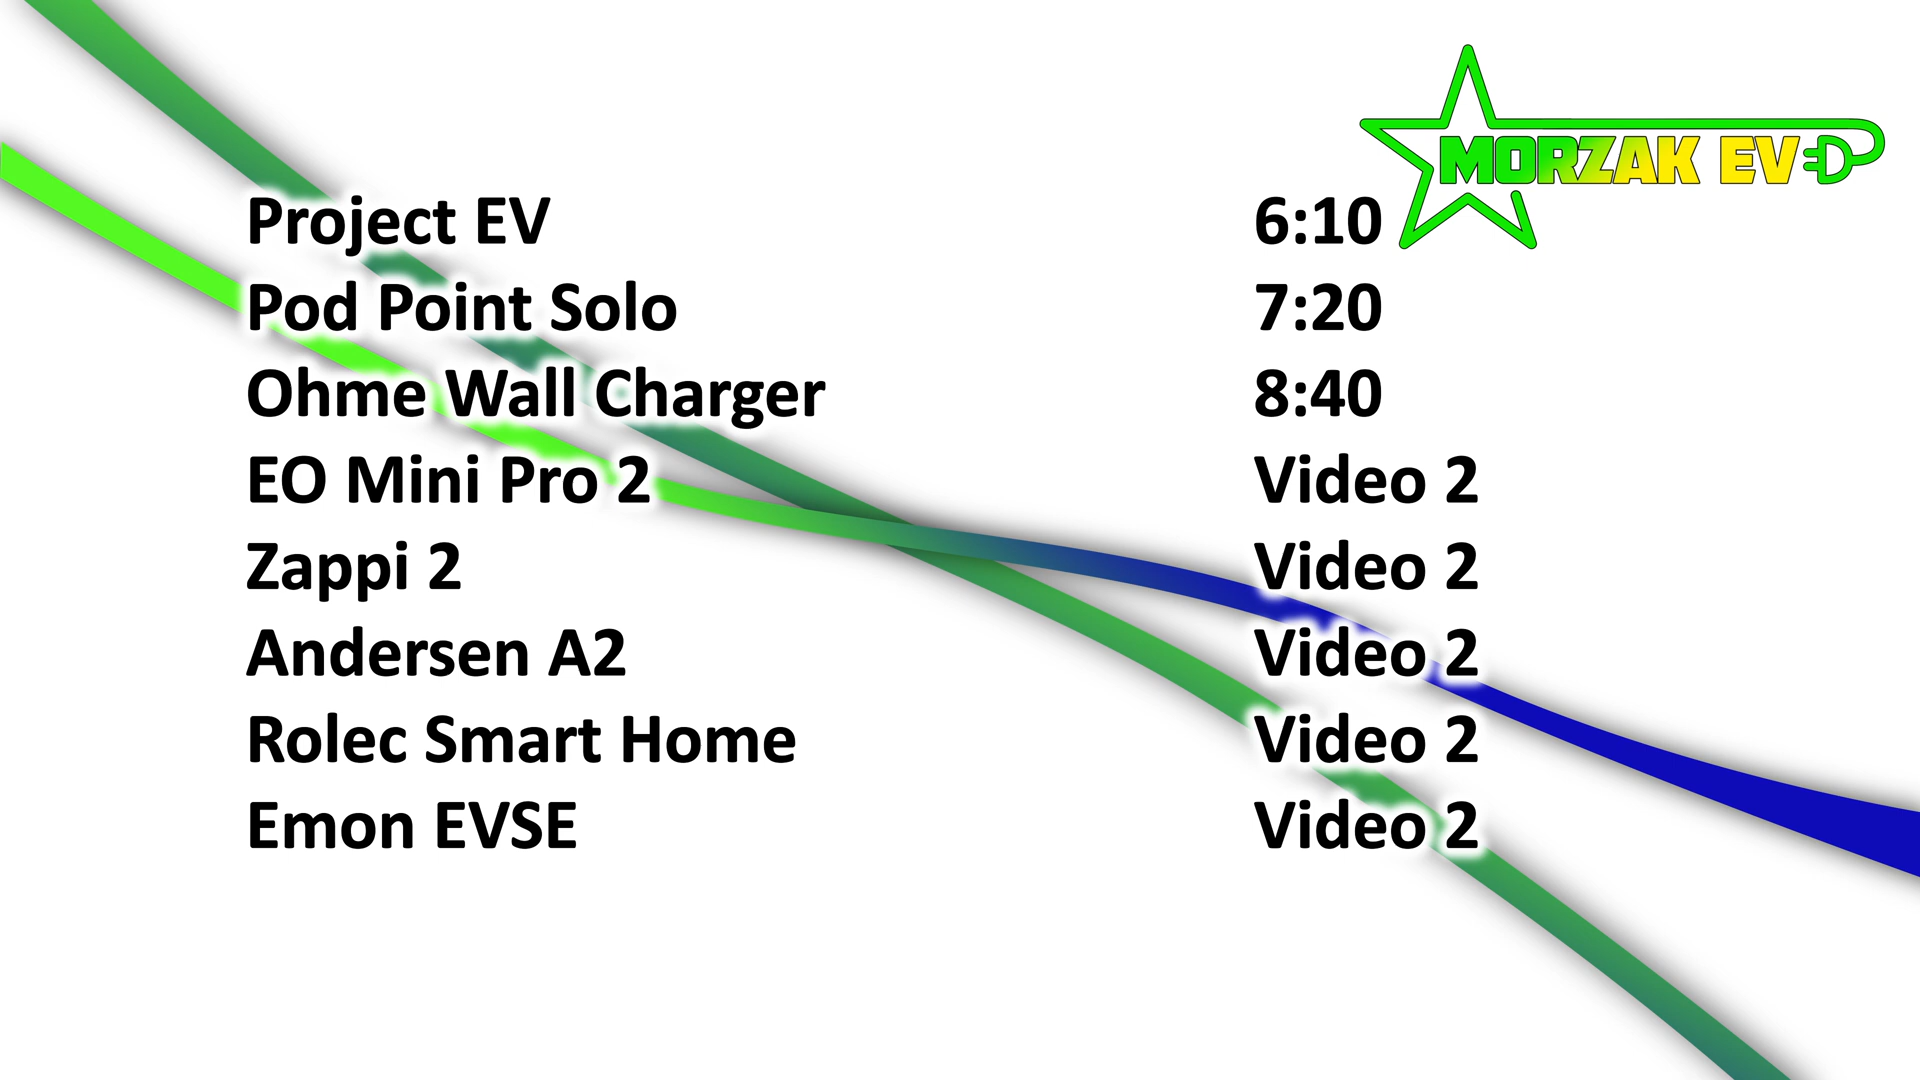 MORZAK EV
Project EV 6:10
Pod Point Solo 7:20
Ohme Wall Charger 8:40
EO Mini Pro 2 Video 2
Zappi 2 Video 2
Andersen A2 Video 2
Rolec Smart Home Video 2
Emon EVSE Video 2